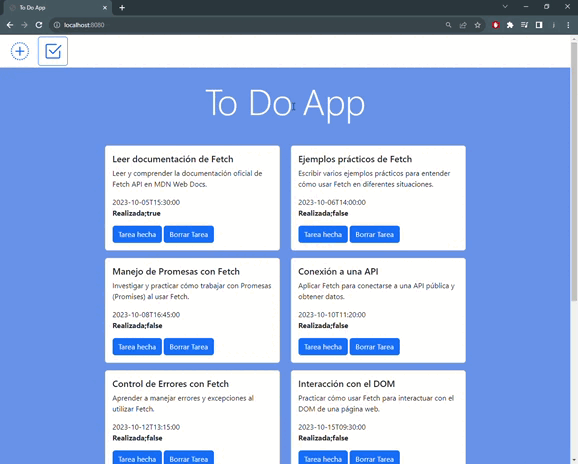 To Do App
localhost:8080
To Do App
Leer documentación de Fetch
Leer y comprender la documentación oficial de
Fetch API en MDN Web Docs.
2023-10-05T15:30:00
Realizada;true
Tarea hecha
Borrar Tarea
Ejemplos prácticos de Fetch
Escribir varios ejemplos prácticos para entender
cómo usar Fetch en diferentes situaciones.
2023-10-06T14:00:00
Realizada;false
Tarea hecha
Borrar Tarea
Manejo de Promesas con Fetch
Investigar y practicar cómo trabajar con Promesas
(Promises) al usar Fetch.
2023-10-08T16:45:00
Realizada;false
Tarea hecha
Borrar Tarea
Conexión a una API
Aplicar Fetch para conectarse a una API pública y
obtener datos.
2023-10-10T11:20:00
Realizada;false
Tarea hecha
Borrar Tarea
Control de Errores con Fetch
Aprender a manejar errores y excepciones al
utilizar Fetch.
2023-10-12T13:15:00
Realizada;false
Tarea hecha
Borrar Tarea
Interacción con el DOM
Practicar cómo usar Fetch para interactuar con el
DOM de una página web.
2023-10-15T09:30:00
Realizada;false
Tarea hecha
Borrar Tarea